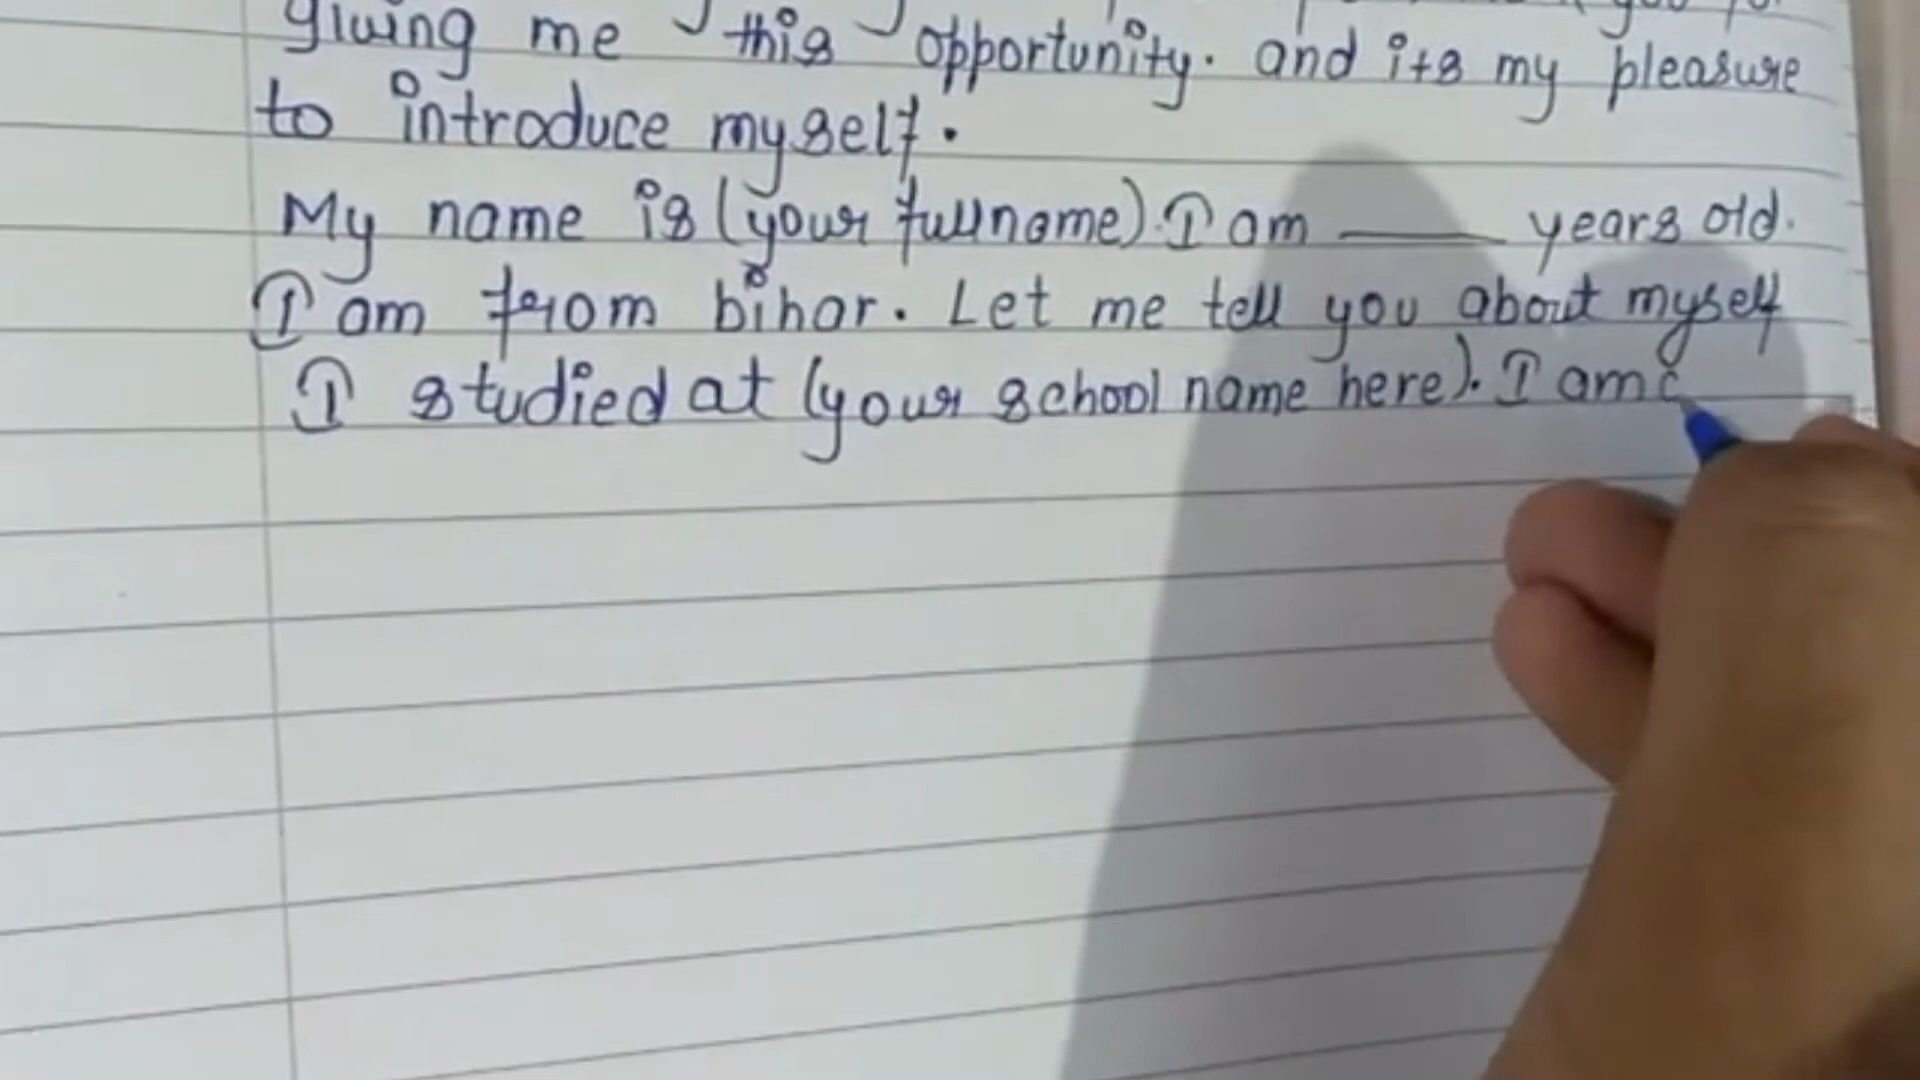 giving me this opportunity. and its my pleasure
to introduce myself.
My name is (your fullname). I am ____ years old.
I am from bihar. Let me tell you about myself
I studied at (your school name here). I am